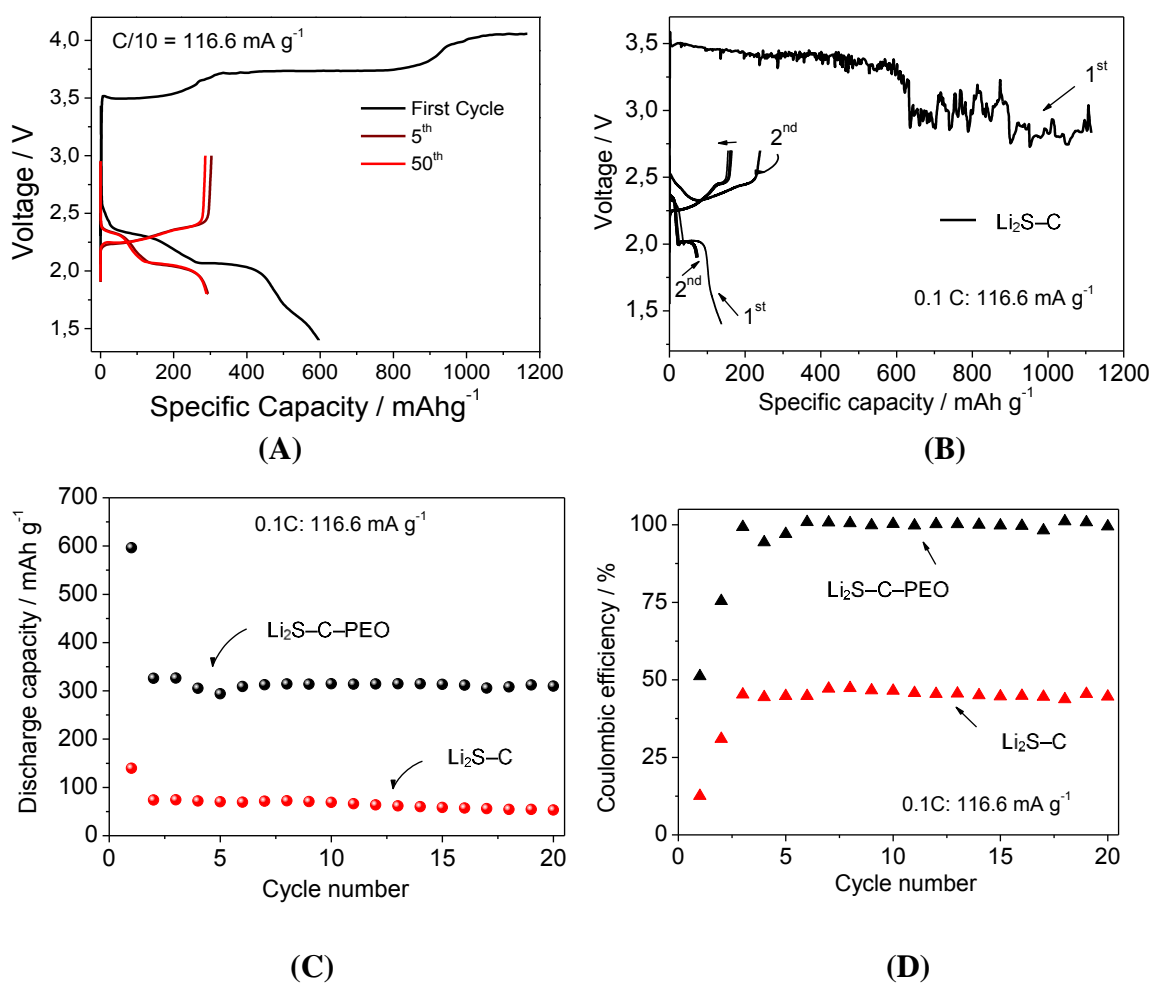 C/10 = 116.6 mA g⁻¹
4,0
3,5
3,0
2,5
2,0
1,5
Voltage / V
First Cycle
5ᵗʰ
50ᵗʰ
0 200 400 600 800 1000 1200
Specific Capacity / mAhg⁻¹
(A)
3,5
3.0
2.5
2.0
1,5
Voltage / V
1ˢᵗ
2ⁿᵈ
Li₂S–C
2ⁿᵈ
1ˢᵗ
0.1 C: 116.6 mA g⁻¹
0 200 400 600 800 1000 1200
Specific capacity / mAh g⁻¹
(B)
700
600
500
400
300
200
100
0
Discharge capacity / mAh g⁻¹
0.1C: 116.6 mA g⁻¹
Li₂S–C–PEO
Li₂S–C
0 5 10 15 20
Cycle number
(C)
100
75
50
25
0
Coulombic efficiency / %
Li₂S–C–PEO
Li₂S–C
0.1C: 116.6 mA g⁻¹
0 5 10 15 20
Cycle number
(D)